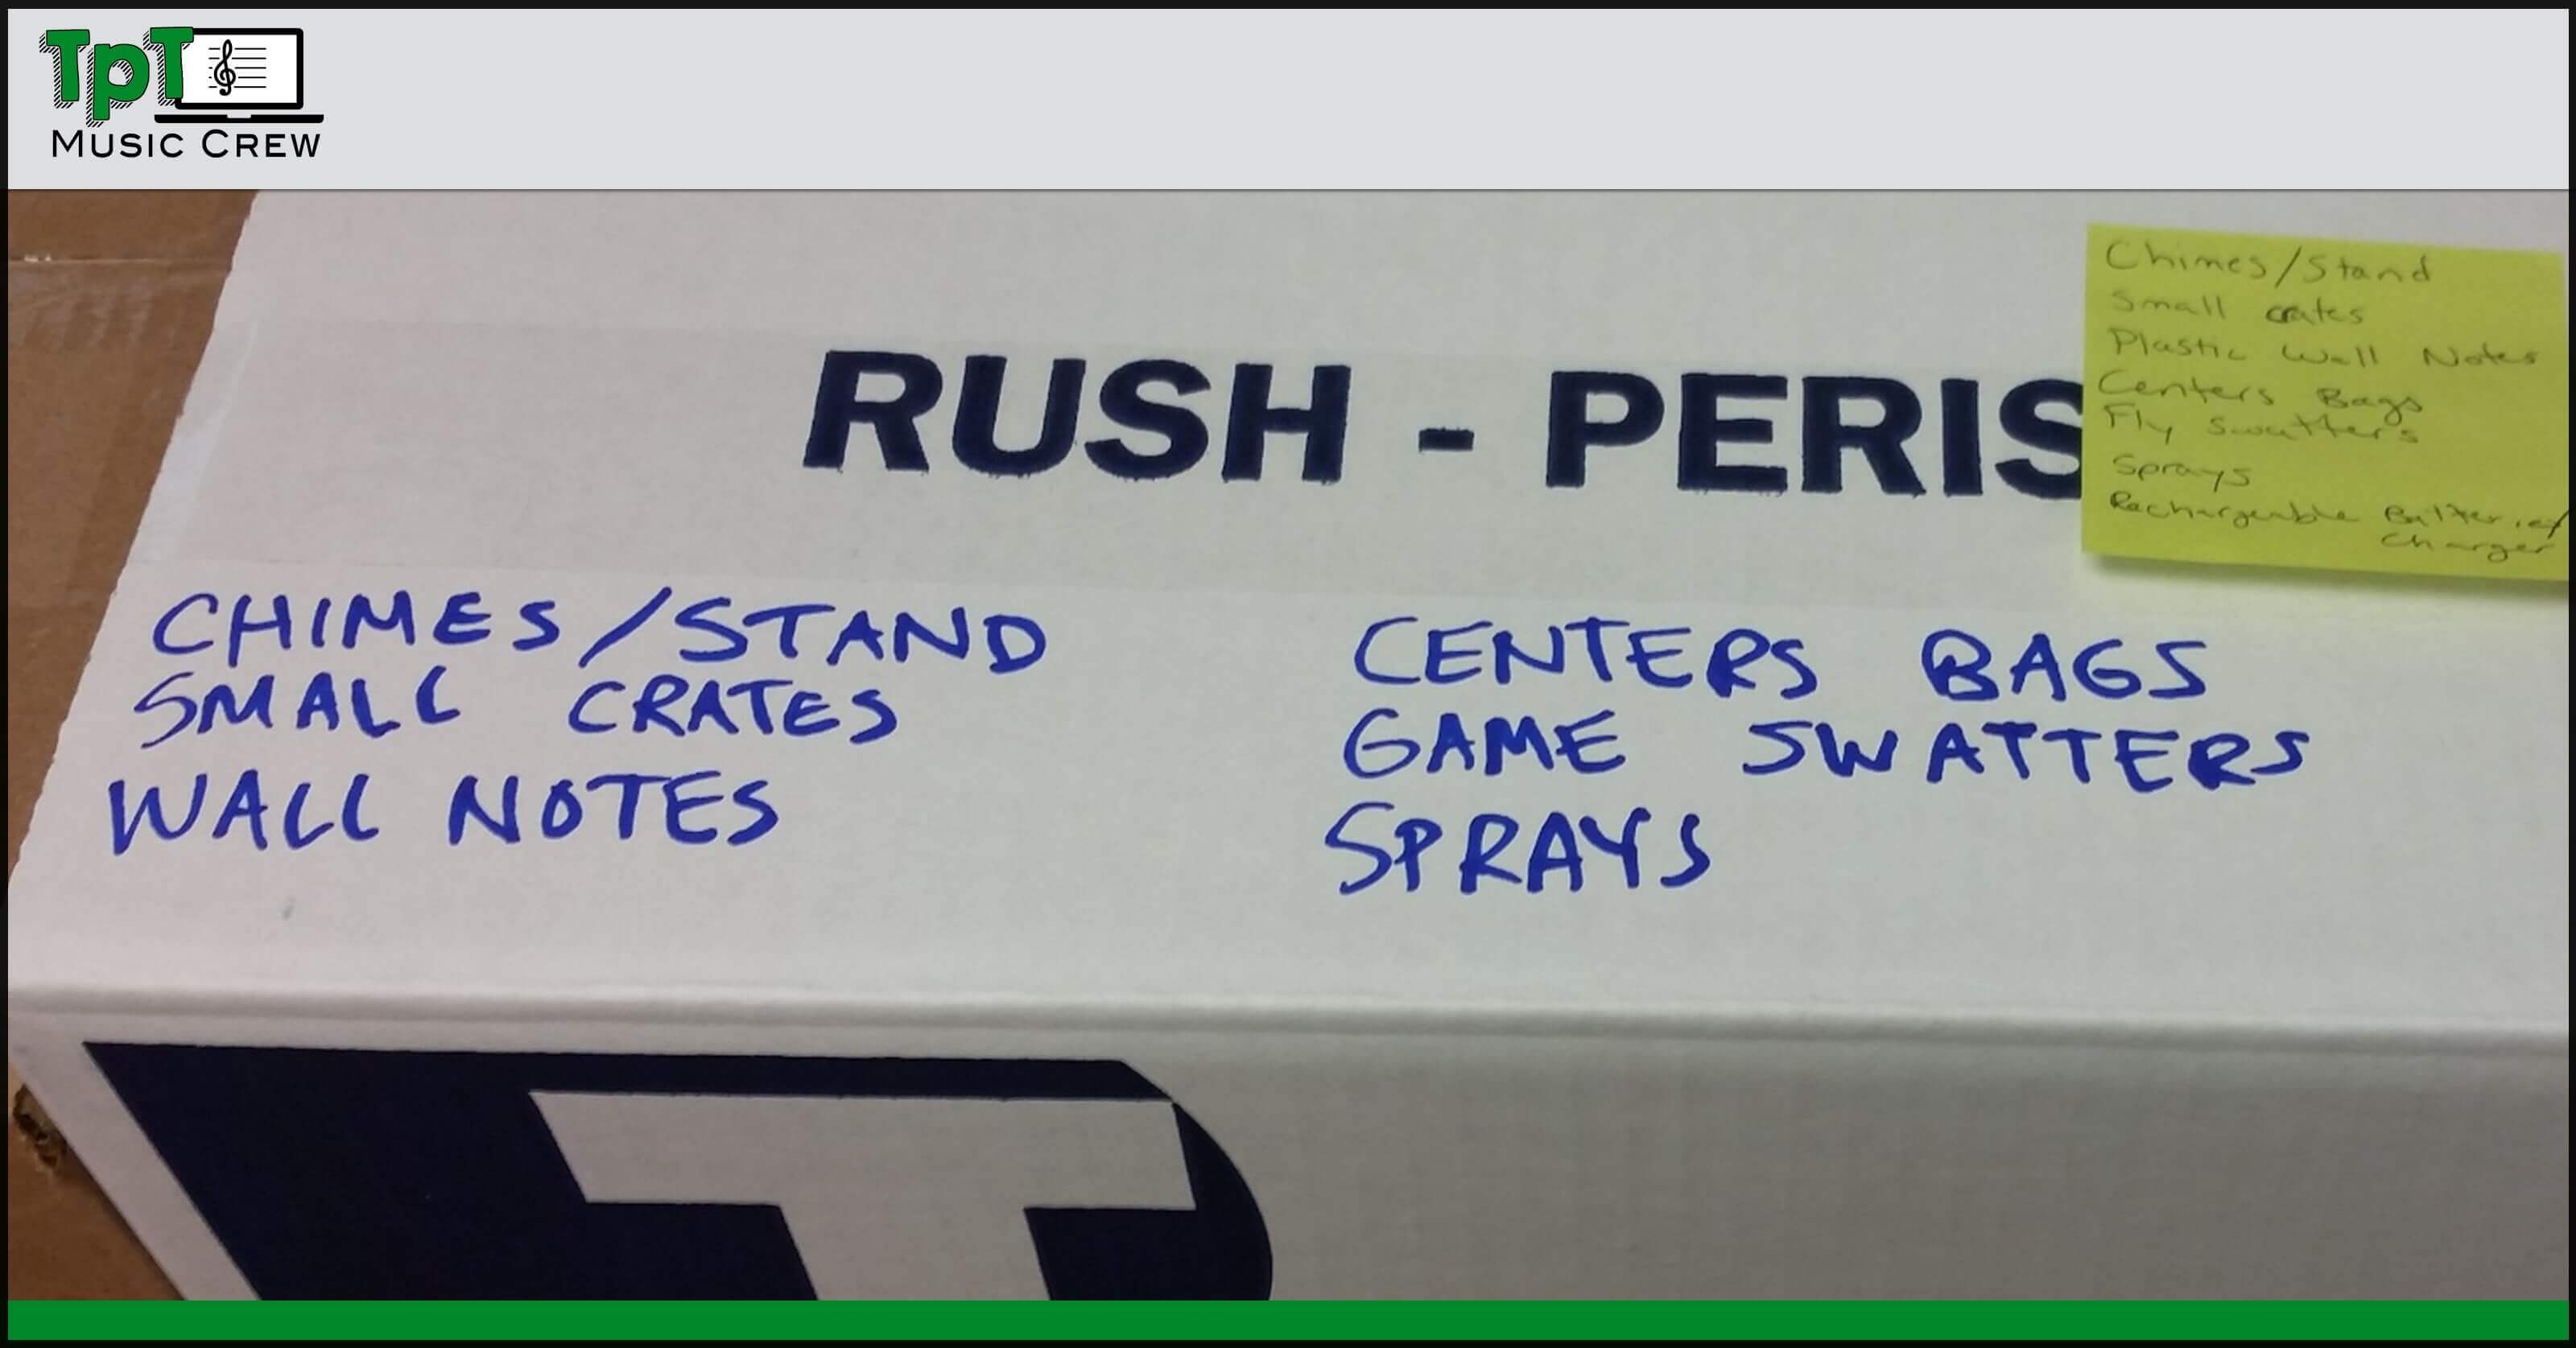 TpT
MUSIC CREW
RUSH - PERIS
Chimes/Stand
Small crates
Plastic Wall Notes
Centers Bags
Fly Swatters
Sprays
Rechargeable Batteries/
Charger
CHIMES/STAND
SMALL CRATES
WALL NOTES
CENTERS BAGS
GAME SWATTERS
SPRAYS
T